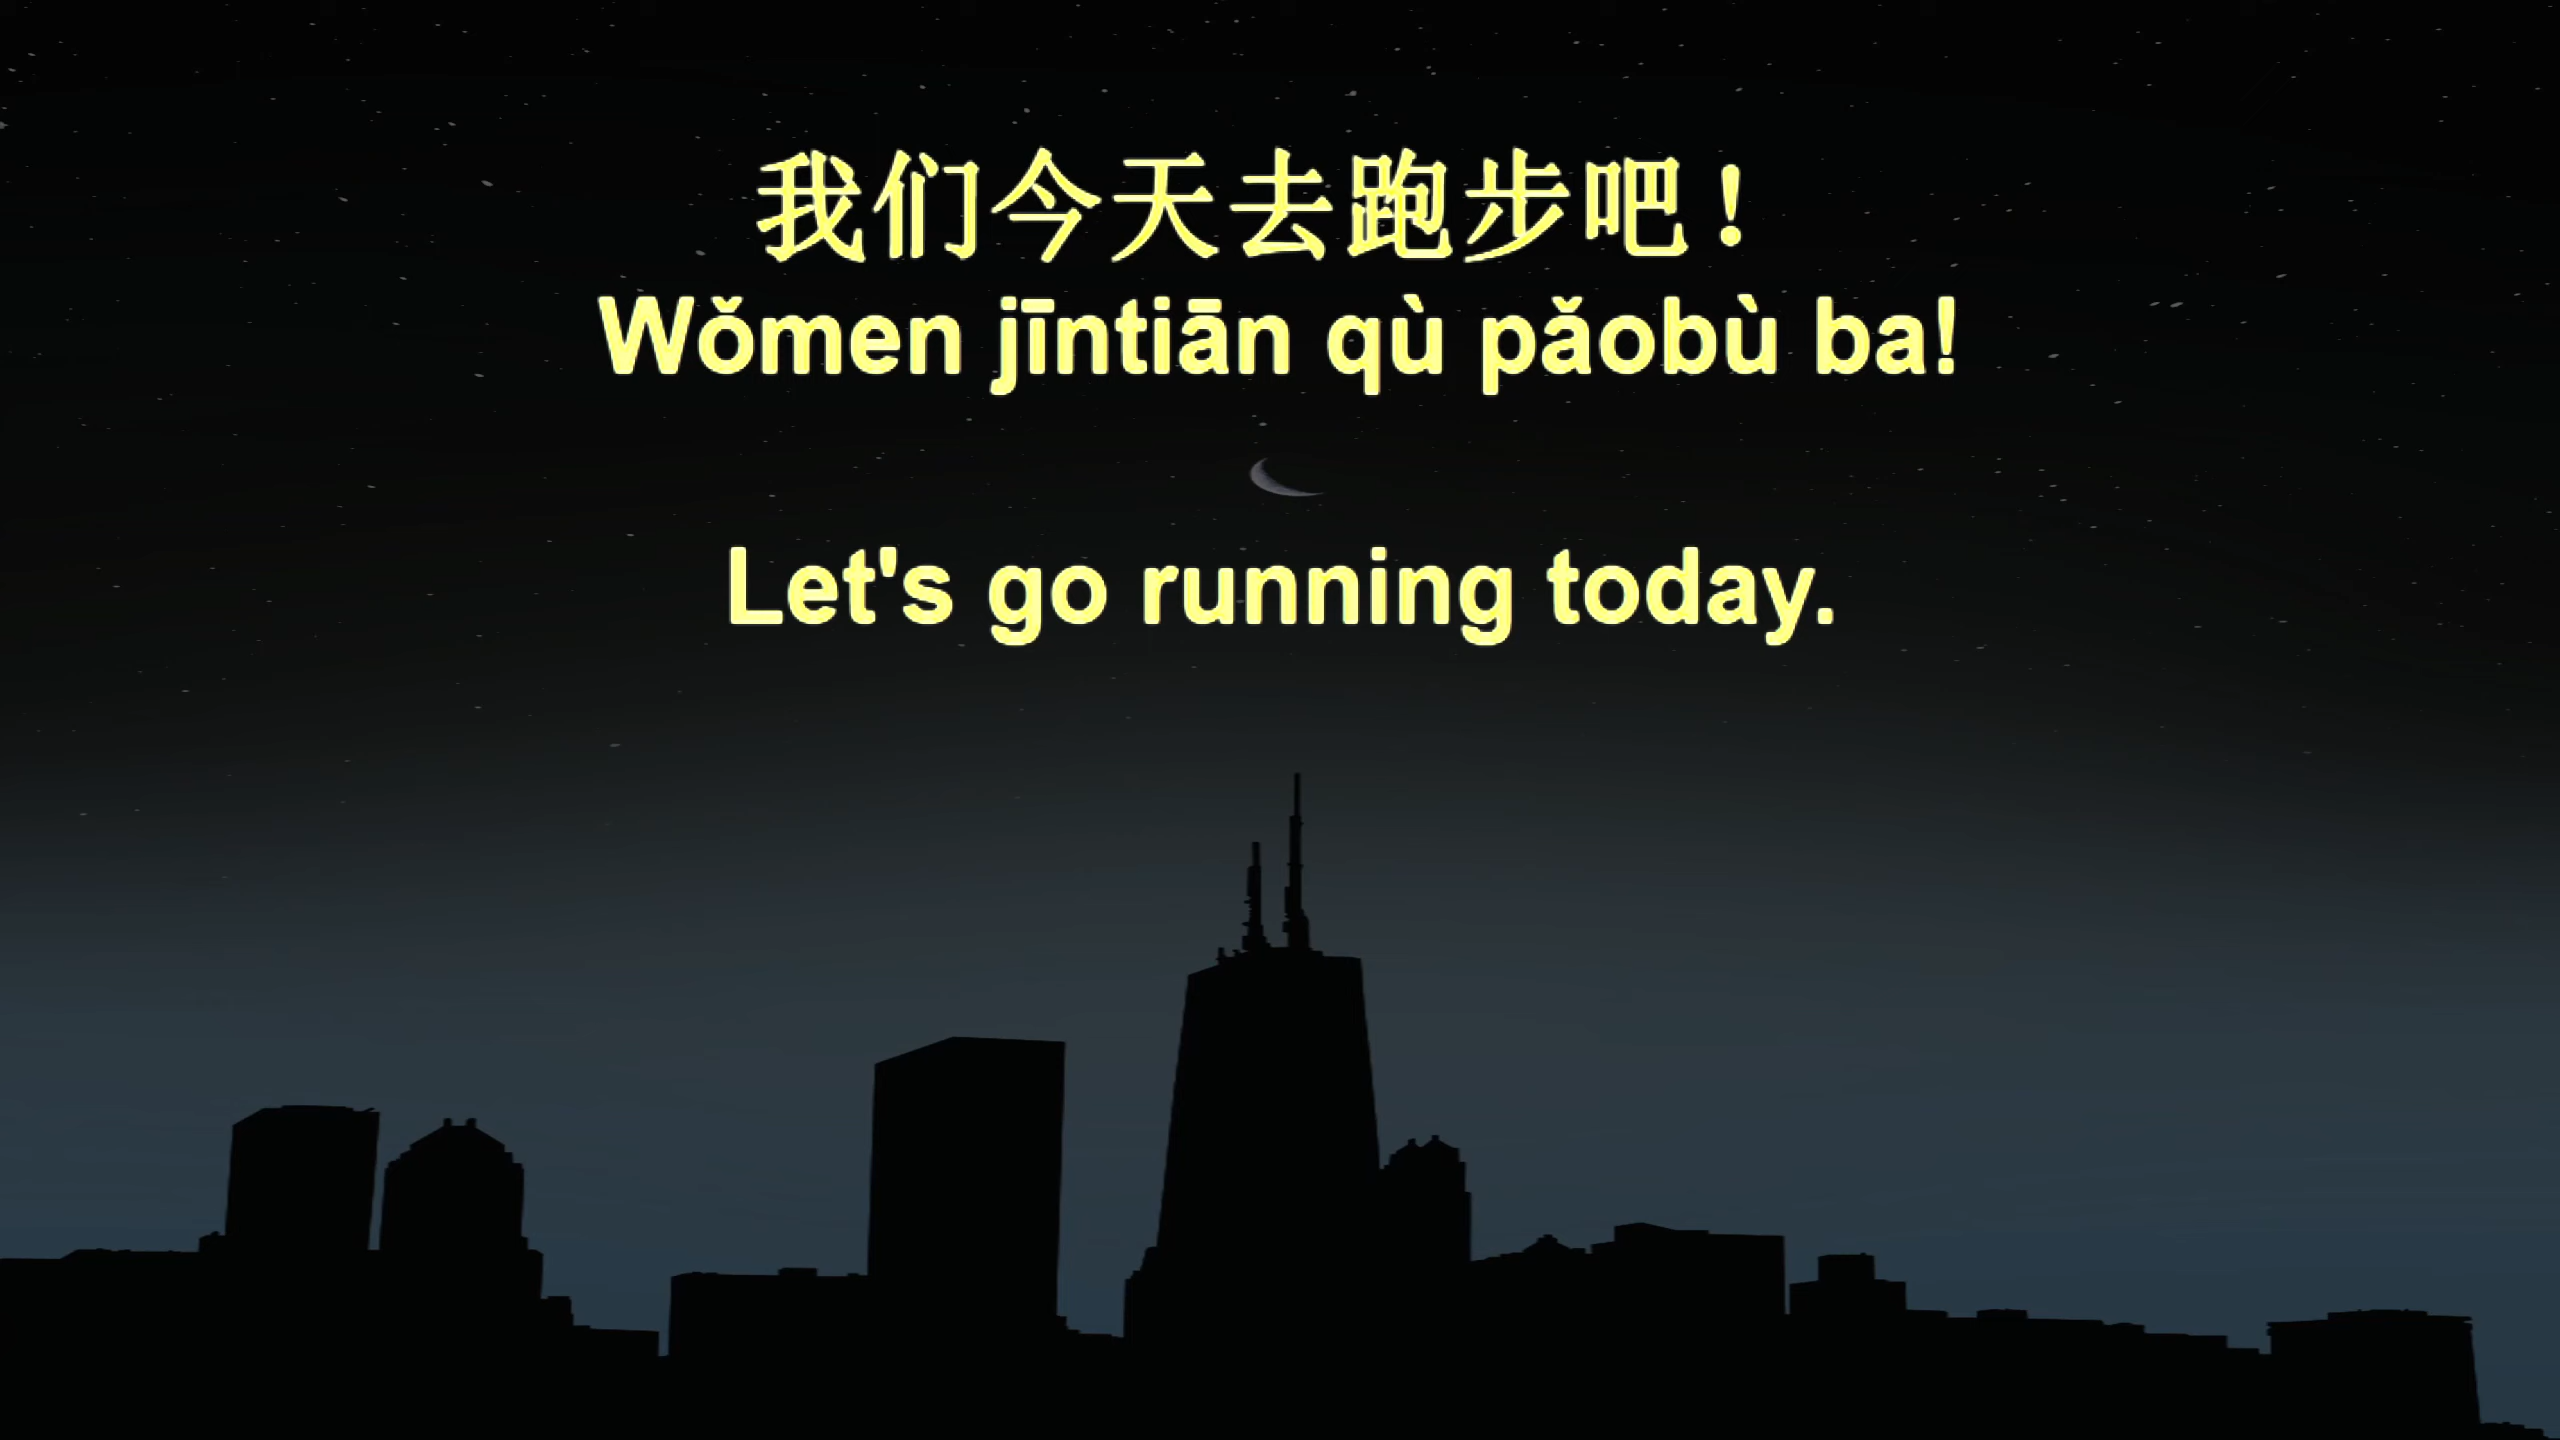 我们今天去跑步吧！
Wǒmen jīntiān qù pǎobù ba!
Let's go running today.